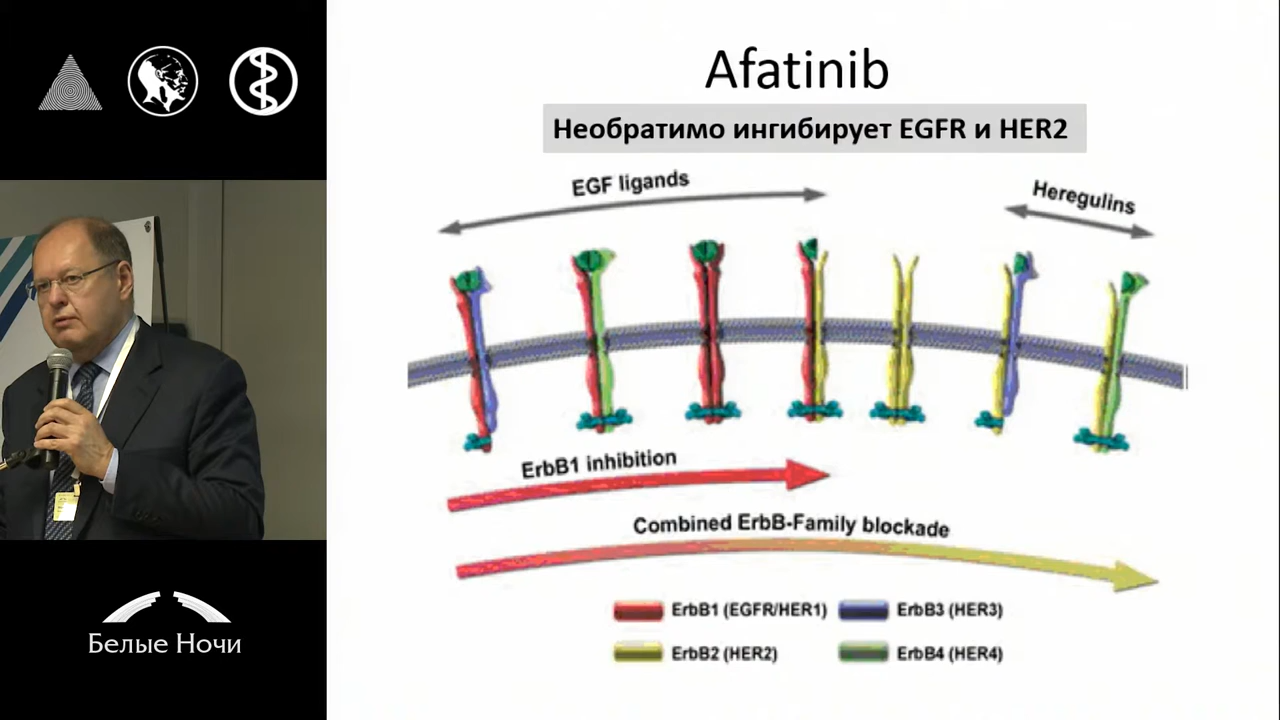 Afatinib
Необратимо ингибирует EGFR и HER2
EGF ligands
Heregulins
ErbB1 inhibition
Combined ErbB-Family blockade
ErbB1 (EGFR/HER1)
ErbB3 (HER3)
ErbB2 (HER2)
ErbB4 (HER4)
Белые Ночи